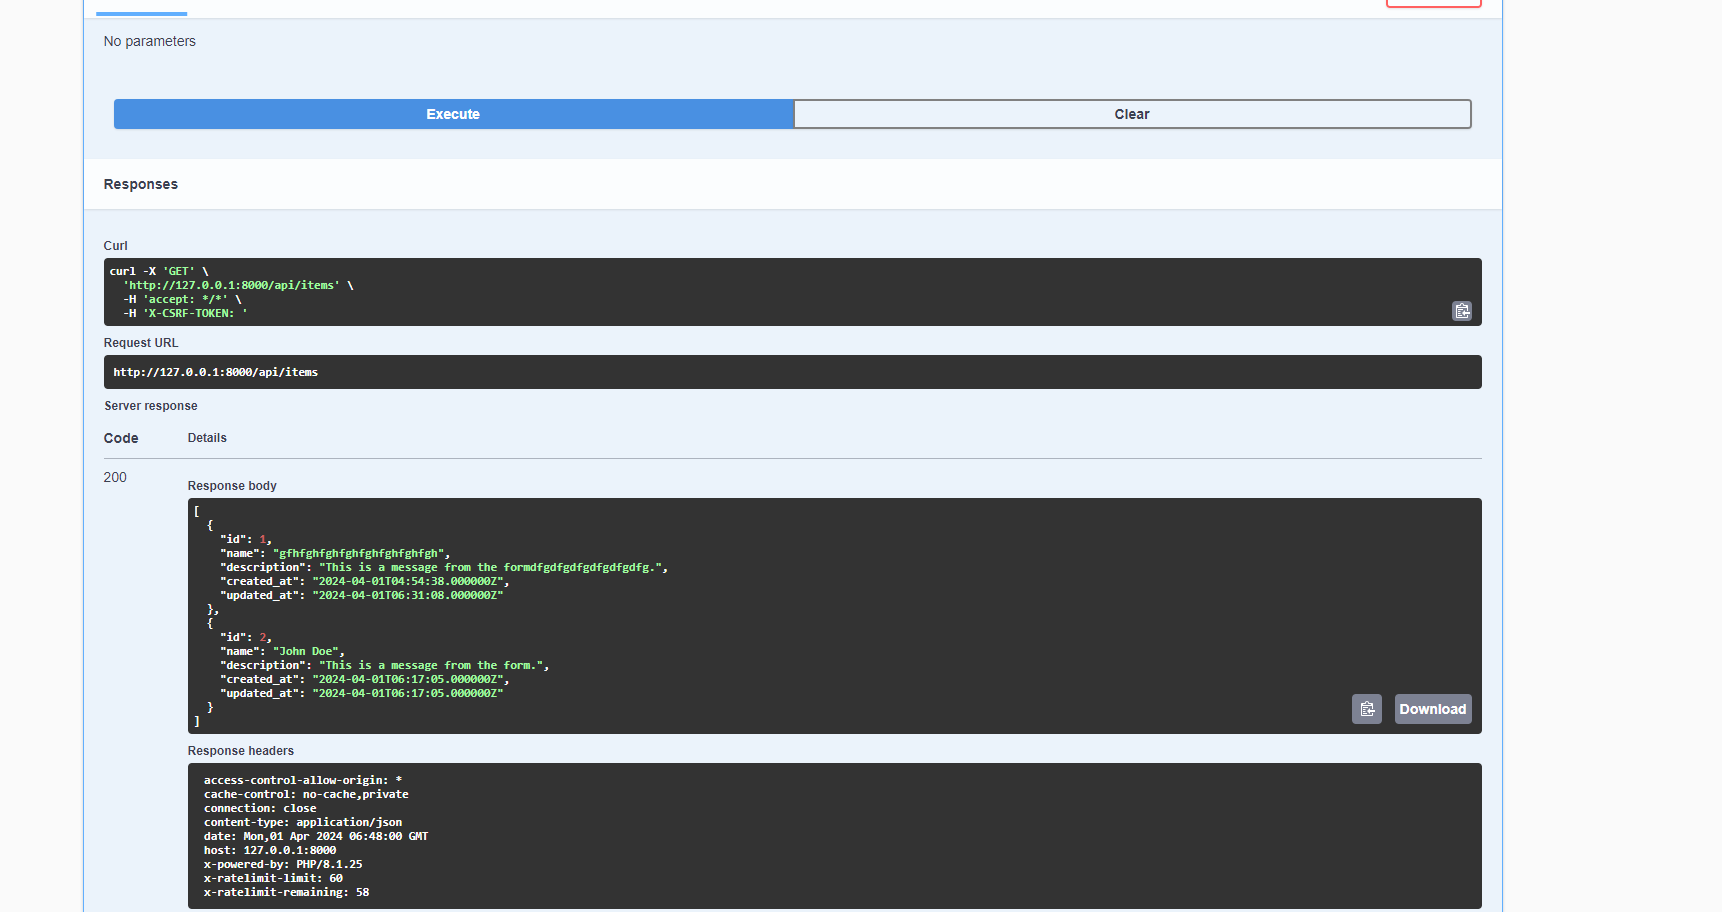 No parameters
Execute
Clear
Responses
Curl
curl -X 'GET' \
  'http://127.0.0.1:8000/api/items' \
  -H 'accept: */*' \
  -H 'X-CSRF-TOKEN: '
Request URL
http://127.0.0.1:8000/api/items
Server response
Code Details
200
Response body
[
  {
    "id": 1,
    "name": "gfhfghfghfghfghfghfghfgh",
    "description": "This is a message from the formdfgdfgdfgdfgdfgdfg.",
    "created_at": "2024-04-01T04:54:38.000000Z",
    "updated_at": "2024-04-01T06:31:08.000000Z"
  },
  {
    "id": 2,
    "name": "John Doe",
    "description": "This is a message from the form.",
    "created_at": "2024-04-01T06:17:05.000000Z",
    "updated_at": "2024-04-01T06:17:05.000000Z"
  }
]
Download
Response headers
access-control-allow-origin: *
cache-control: no-cache,private
connection: close
content-type: application/json
date: Mon,01 Apr 2024 06:48:00 GMT
host: 127.0.0.1:8000
x-powered-by: PHP/8.1.25
x-ratelimit-limit: 60
x-ratelimit-remaining: 58